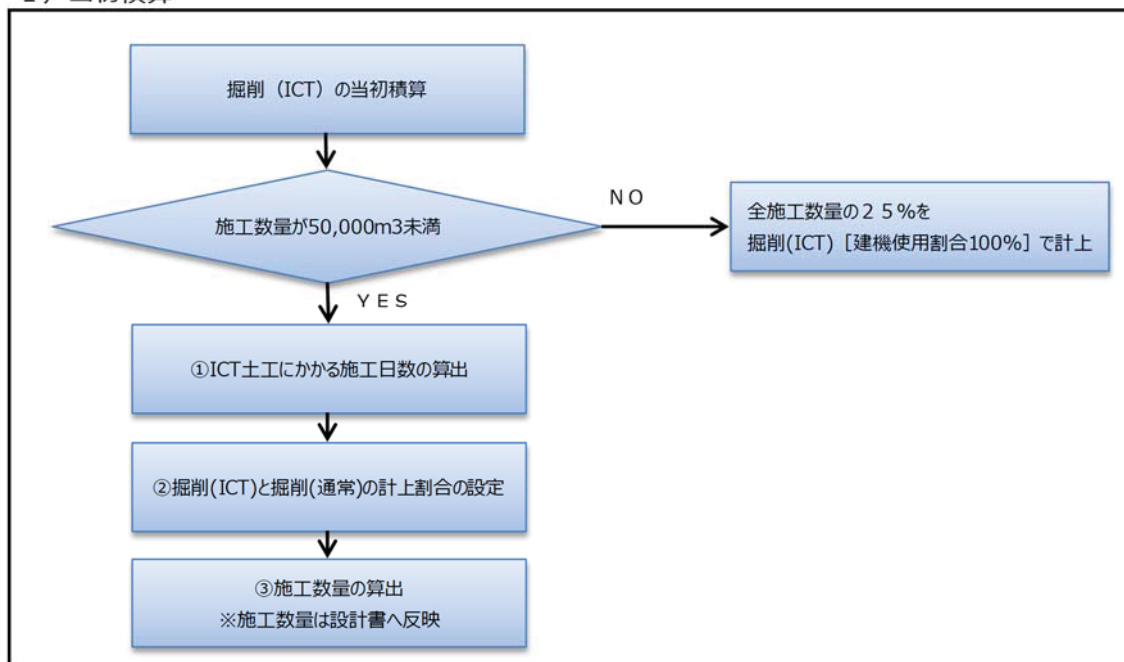 掘削（ICT）の当初積算
施工数量が50,000m3未満
ＮＯ
全施工数量の２５％を
掘削(ICT)［建機使用割合100％］で計上
ＹＥＳ
①ICT土工にかかる施工日数の算出
②掘削(ICT)と掘削(通常)の計上割合の設定
③施工数量の算出
※施工数量は設計書へ反映